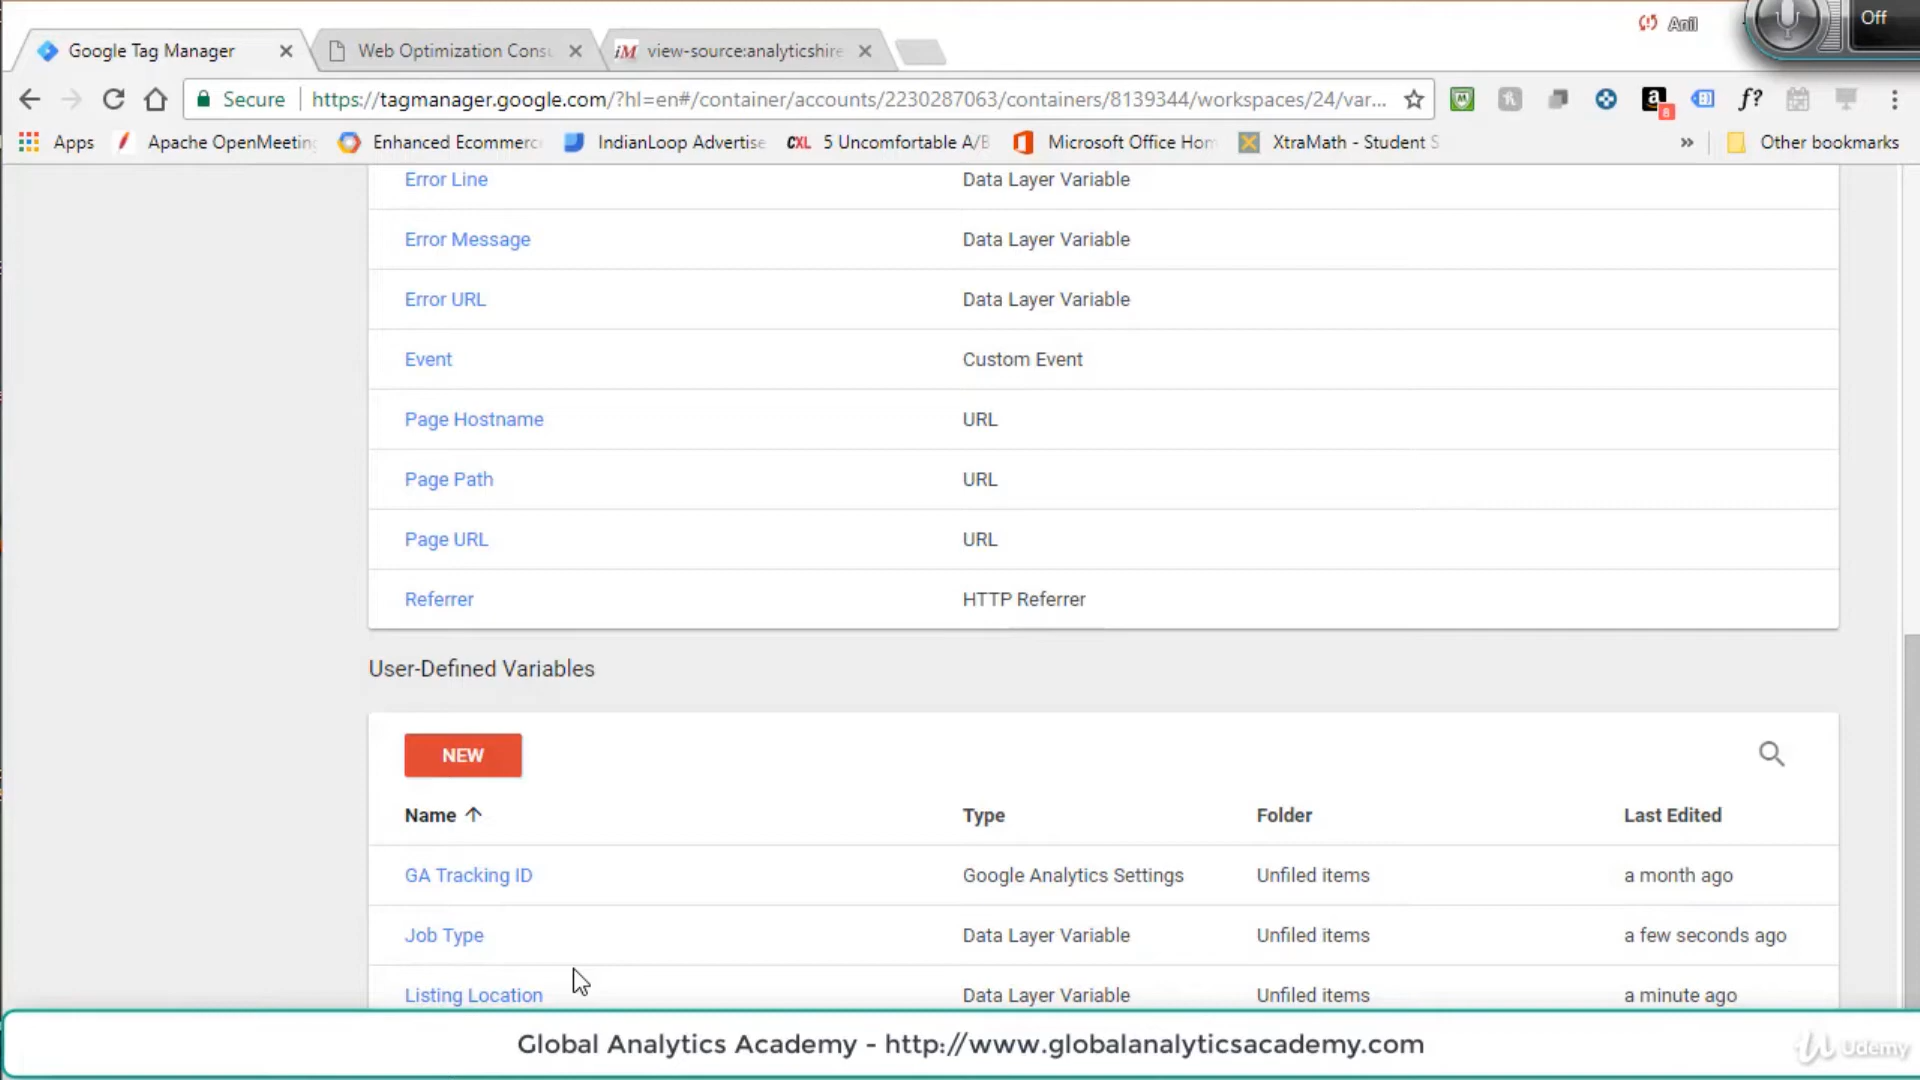 Google Tag Manager
Web Optimization Cons
view-source:analyticshire
Anil
Off
Secure
https://tagmanager.google.com/?hl=en#/container/accounts/2230287063/containers/8139344/workspaces/24/var...
Apps
Apache OpenMeeting
Enhanced Ecommerc
IndianLoop Advertise
CXL 5 Uncomfortable A/B
Microsoft Office Hom
XtraMath - Student S
»
Other bookmarks
Error Line Data Layer Variable
Error Message Data Layer Variable
Error URL Data Layer Variable
Event Custom Event
Page Hostname URL
Page Path URL
Page URL URL
Referrer HTTP Referrer
User-Defined Variables
NEW
Name Type Folder Last Edited
GA Tracking ID Google Analytics Settings Unfiled items a month ago
Job Type Data Layer Variable Unfiled items a few seconds ago
Listing Location Data Layer Variable Unfiled items a minute ago
Global Analytics Academy - http://www.globalanalyticsacademy.com
Udemy